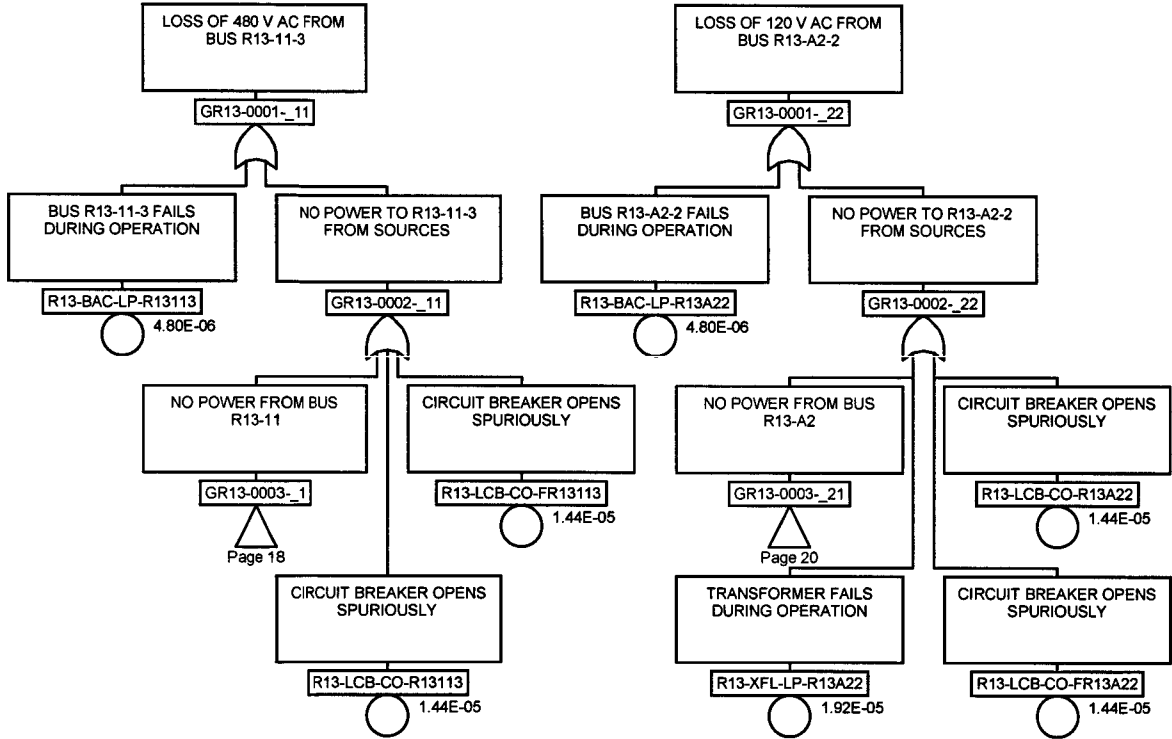 LOSS OF 480 V AC FROM
BUS R13-11-3
GR13-0001-_11
BUS R13-11-3 FAILS
DURING OPERATION
R13-BAC-LP-R13113
4.80E-06
NO POWER TO R13-11-3
FROM SOURCES
GR13-0002-_11
NO POWER FROM BUS
R13-11
GR13-0003-_1
Page 18
CIRCUIT BREAKER OPENS
SPURIOUSLY
R13-LCB-CO-FR13113
1.44E-05
CIRCUIT BREAKER OPENS
SPURIOUSLY
R13-LCB-CO-R13113
1.44E-05
LOSS OF 120 V AC FROM
BUS R13-A2-2
GR13-0001-_22
BUS R13-A2-2 FAILS
DURING OPERATION
R13-BAC-LP-R13A22
4.80E-06
NO POWER TO R13-A2-2
FROM SOURCES
GR13-0002-_22
NO POWER FROM BUS
R13-A2
GR13-0003-_21
Page 20
CIRCUIT BREAKER OPENS
SPURIOUSLY
R13-LCB-CO-R13A22
1.44E-05
TRANSFORMER FAILS
DURING OPERATION
R13-XFL-LP-R13A22
1.92E-05
CIRCUIT BREAKER OPENS
SPURIOUSLY
R13-LCB-CO-FR13A22
1.44E-05